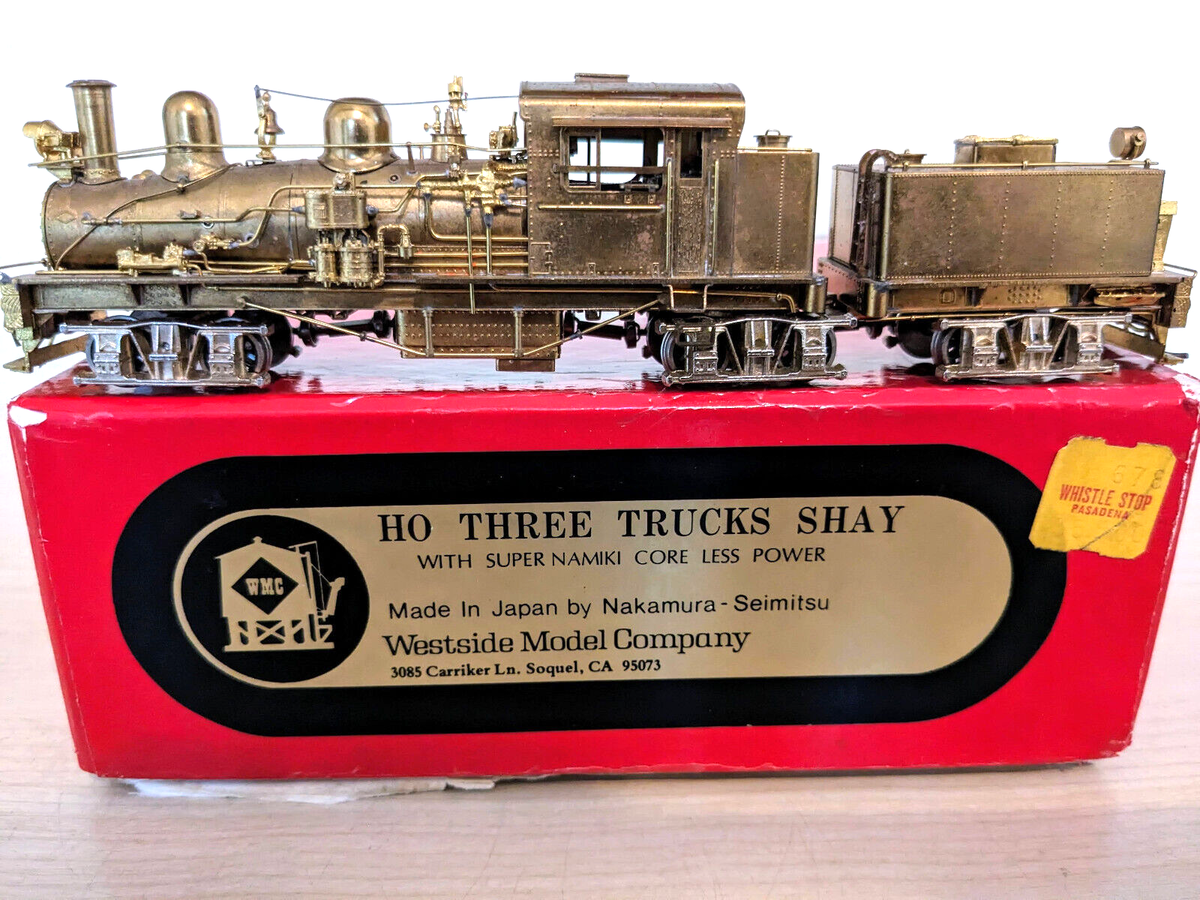 HO THREE TRUCKS SHAY
WITH SUPER NAMIKI CORE LESS POWER
Made In Japan by Nakamura-Seimitsu
Westside Model Company
3085 Carriker Ln. Soquel, CA 95073
WMC
678
WHISTLE STOP
PASADENA